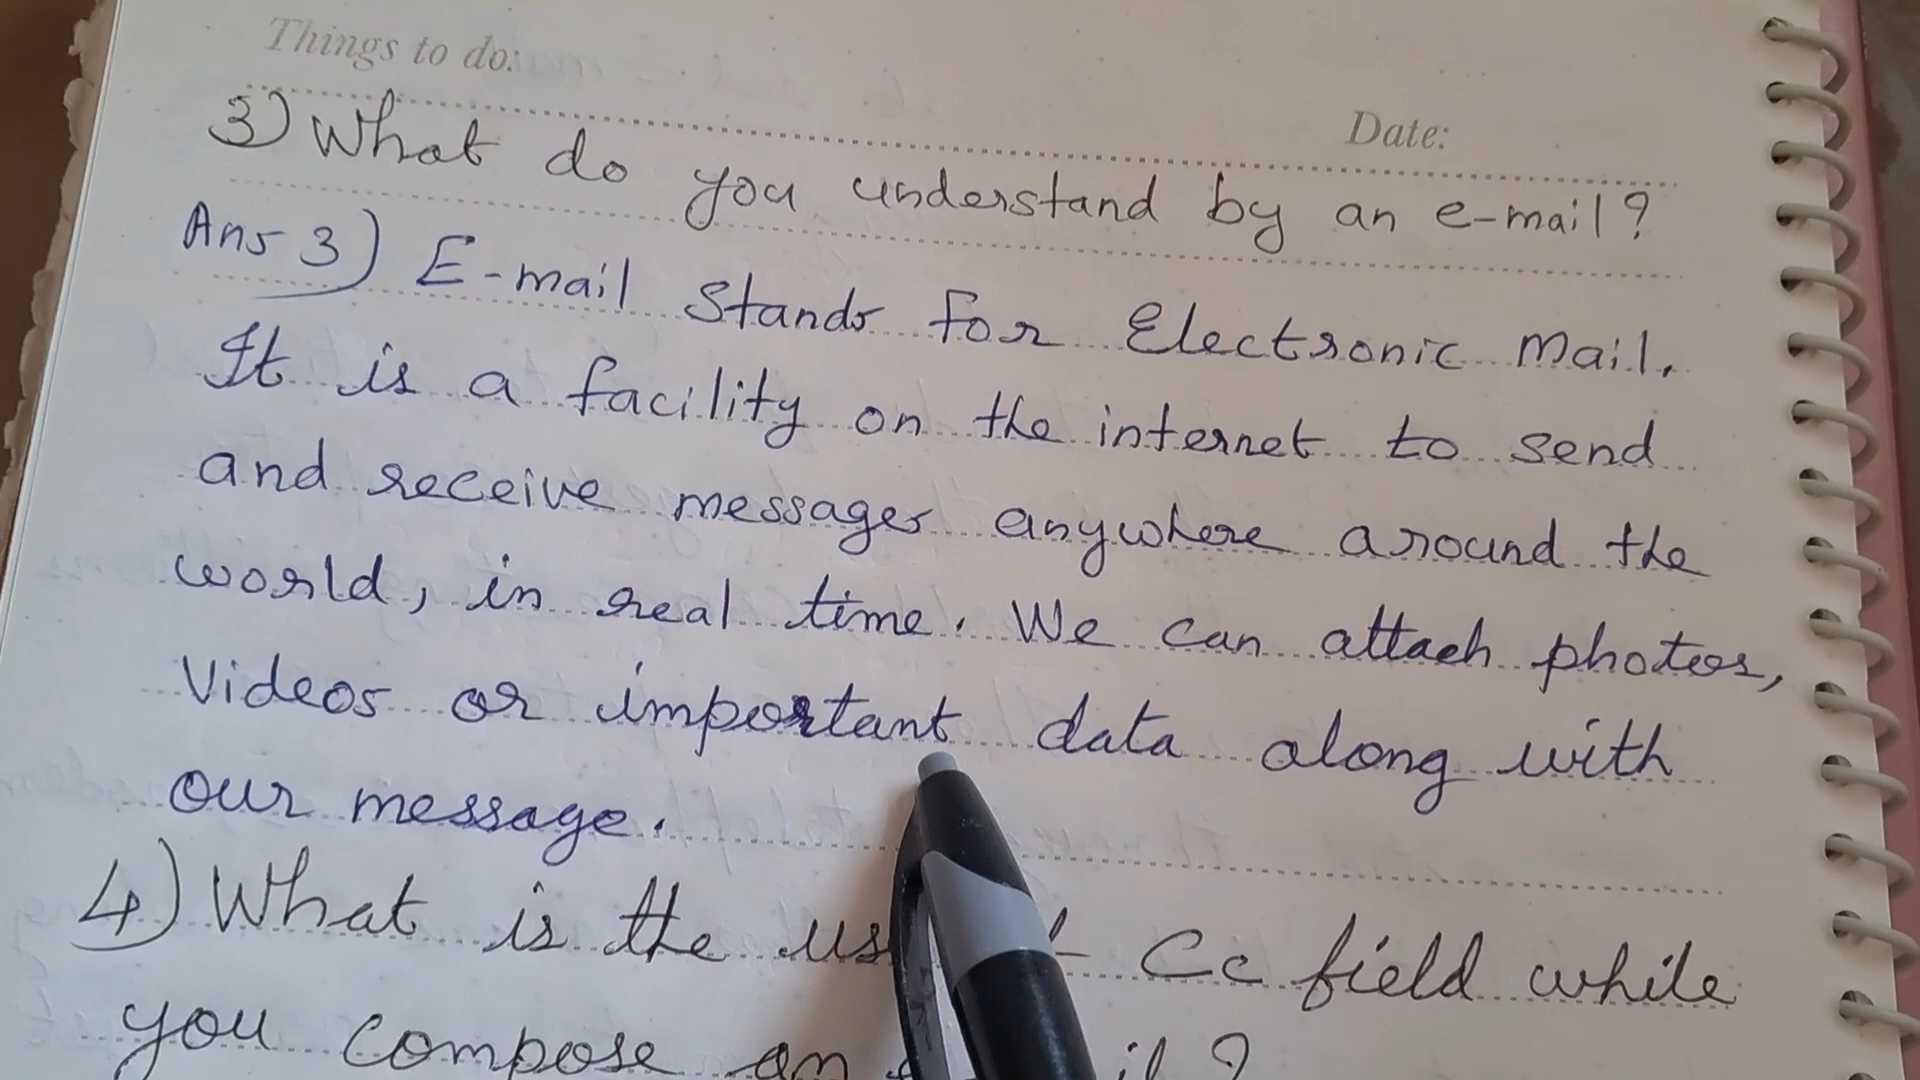 Things to do:
Date:
3) What do you understand by an e-mail?
Ans 3) E-mail Stands for Electronic Mail.
It is a facility on the internet to send
and receive messages anywhere around the
world, in real time. We can attach photos,
Videos or important data along with
our message.
4) What is the Cc field while
you compose an